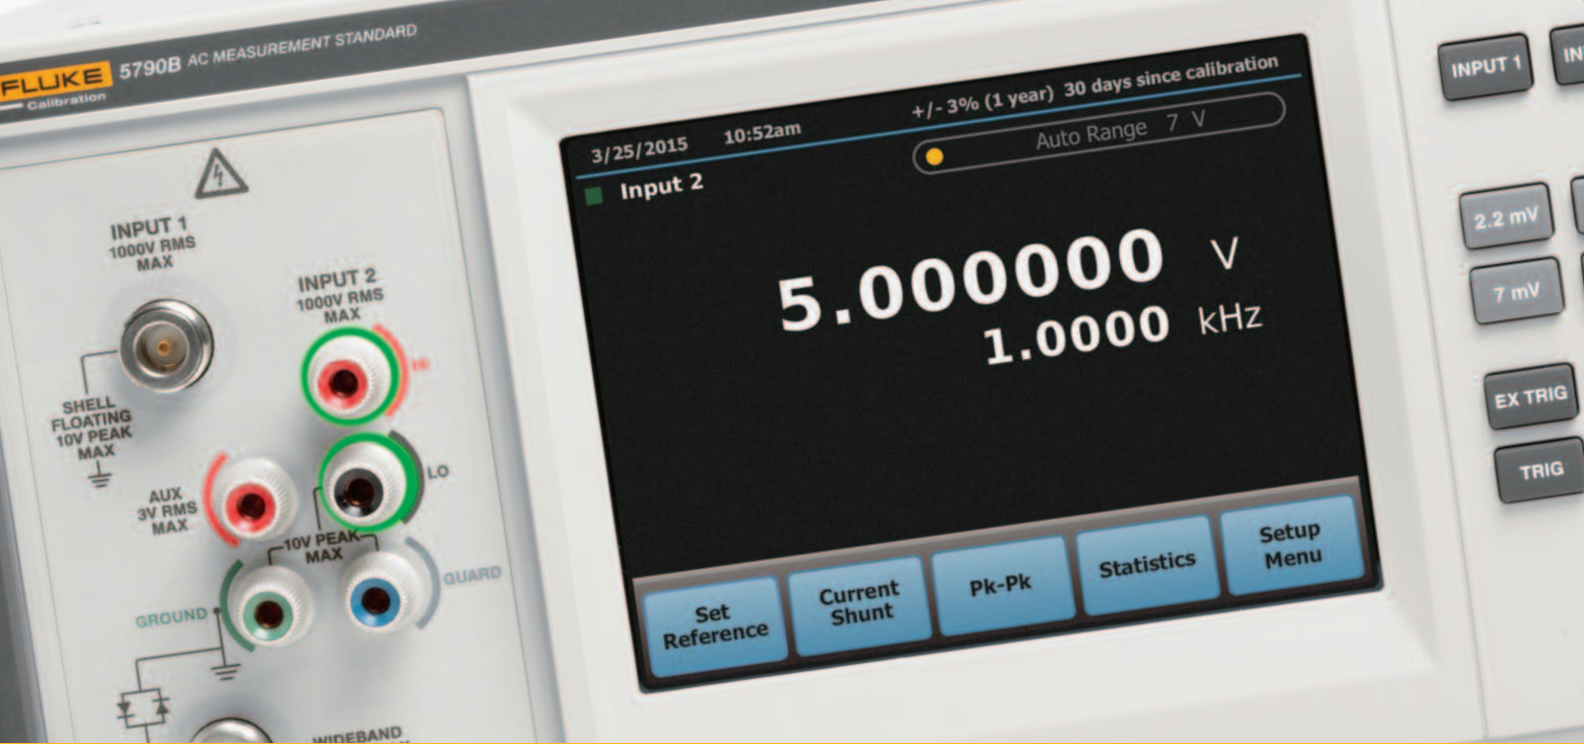 FLUKE
Calibration
5790B AC MEASUREMENT STANDARD
INPUT 1
1000V RMS
MAX
INPUT 2
1000V RMS
MAX
HI
SHELL
FLOATING
10V PEAK
MAX
LO
AUX
3V RMS
MAX
10V PEAK
MAX
GUARD
GROUND
WIDEBAND
3/25/2015 10:52am +/- 3% (1 year) 30 days since calibration
Auto Range 7 V
Input 2
5.000000 V
1.0000 kHz
Set
Reference
Current
Shunt
Pk-Pk
Statistics
Setup
Menu
INPUT 1
2.2 mV
7 mV
EX TRIG
TRIG